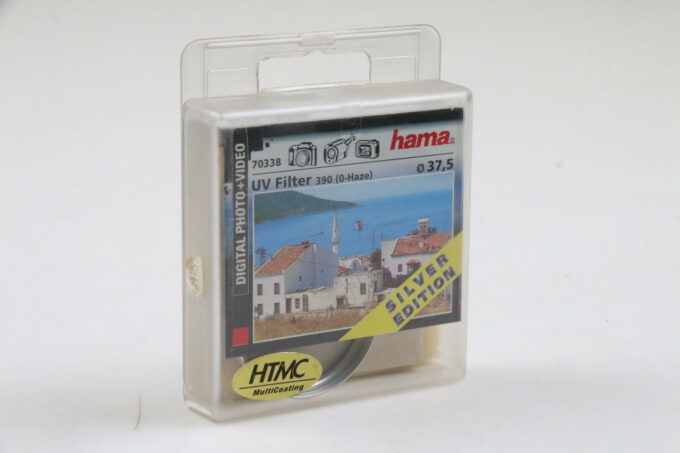 hama®
70338
UV Filter 390 (0-Haze)
Ø 37,5
DIGITAL PHOTO + VIDEO
SILVER
EDITION
HTMC
MultiCoating